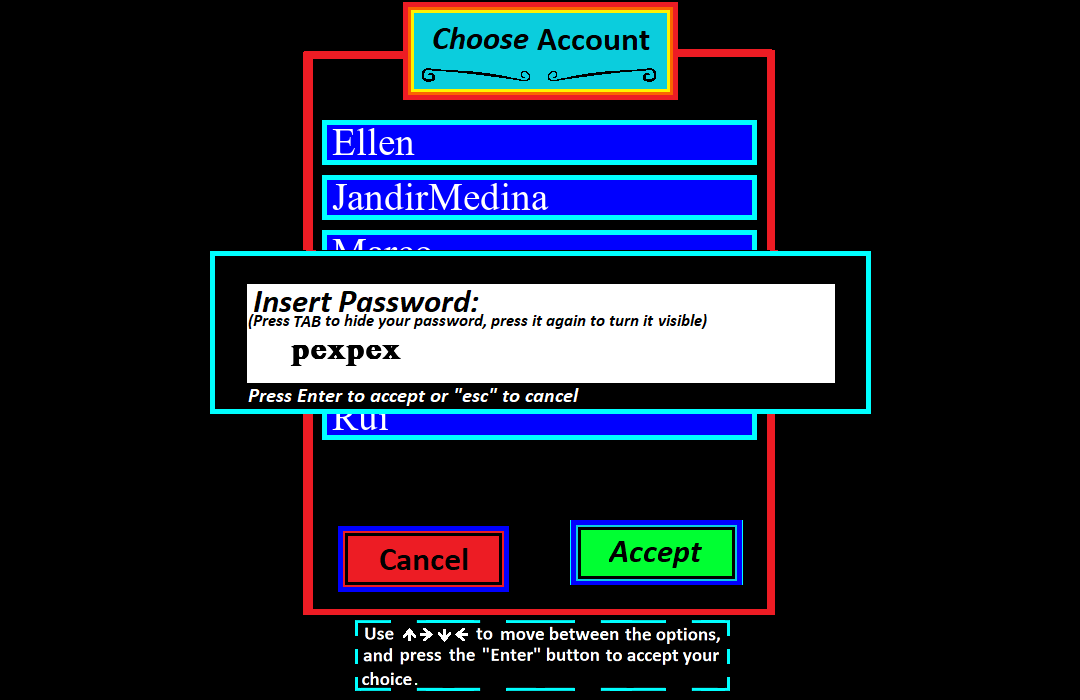 Choose Account
Ellen
JandirMedina
Marco
Insert Password:
(Press TAB to hide your password, press it again to turn it visible)
pexpex
Press Enter to accept or "esc" to cancel
Rui
Cancel
Accept
Use ↑→↓← to move between the options,
and press the "Enter" button to accept your
choice.